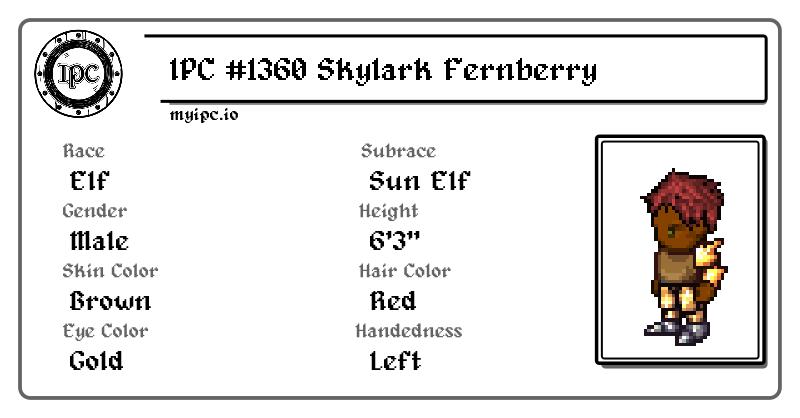 IPC
IPC #1360 Skylark Fernberry
myipc.io
Race
Elf
Subrace
Sun Elf
Gender
Male
Height
6'3"
Skin Color
Brown
Hair Color
Red
Eye Color
Gold
Handedness
Left